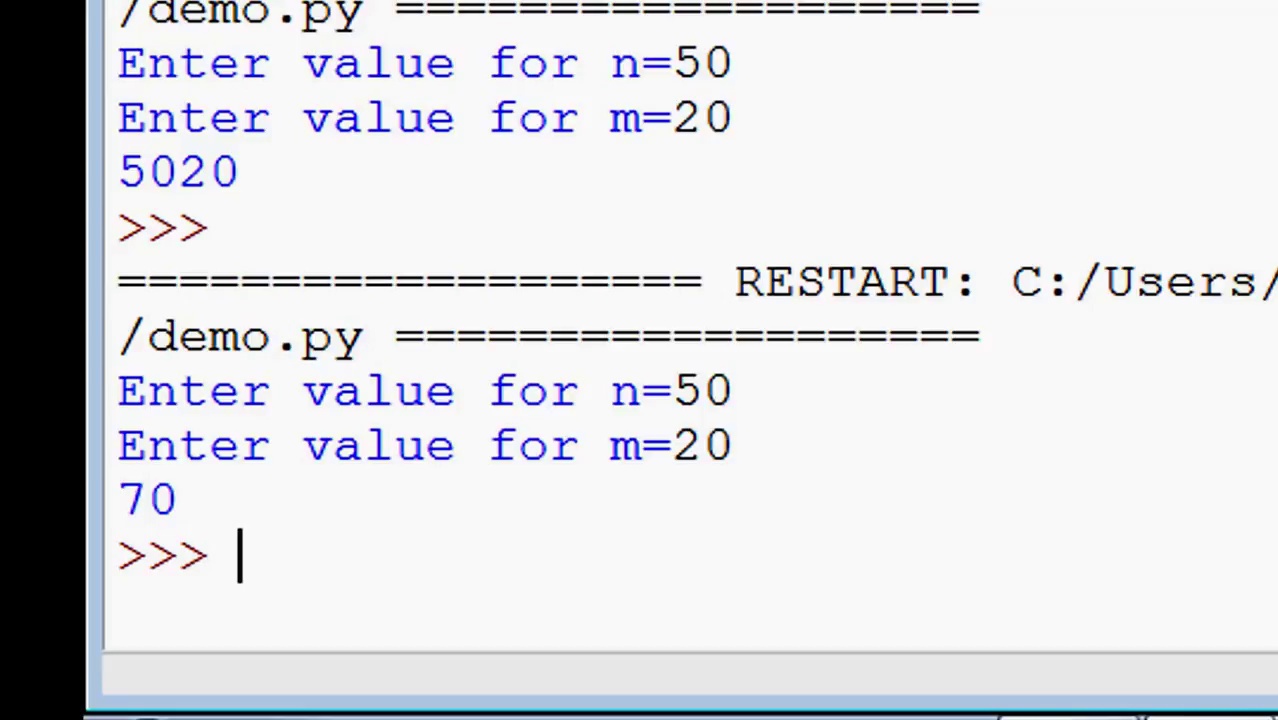 /demo.py ===================
Enter value for n=50
Enter value for m=20
5020
>>>
=================== RESTART: C:/Users/
/demo.py ===================
Enter value for n=50
Enter value for m=20
70
>>>